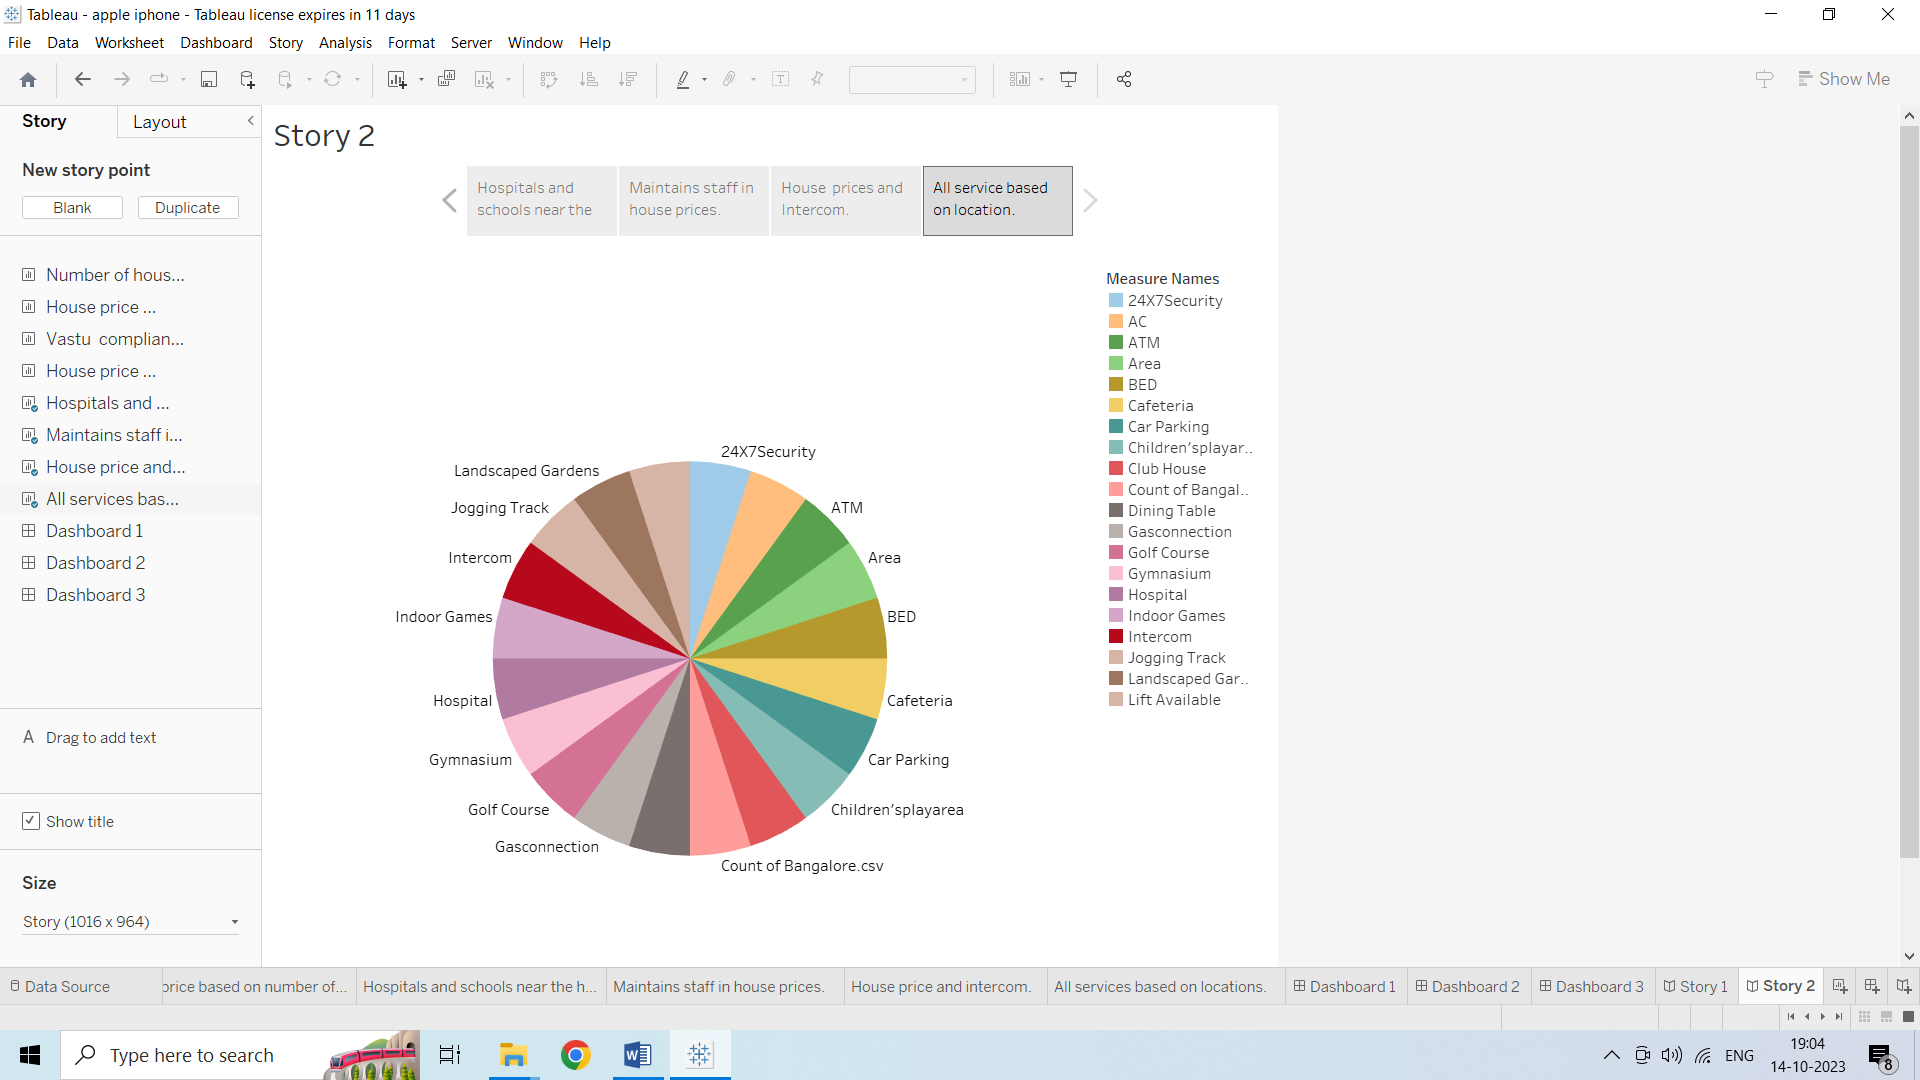 Tableau - apple iphone - Tableau license expires in 11 days
File Data Worksheet Dashboard Story Analysis Format Server Window Help
Show Me
Story
Layout
New story point
Blank
Duplicate
Number of hous...
House price ...
Vastu complian...
House price ...
Hospitals and ...
Maintains staff i...
House price and...
All services bas...
Dashboard 1
Dashboard 2
Dashboard 3
A Drag to add text
Show title
Size
Story (1016 x 964)
Story 2
Hospitals and
schools near the
Maintains staff in
house prices.
House prices and
Intercom.
All service based
on location.
24X7Security
Landscaped Gardens
Jogging Track
ATM
Intercom
Area
Indoor Games
BED
Hospital
Cafeteria
Gymnasium
Car Parking
Golf Course
Children'splayarea
Gasconnection
Count of Bangalore.csv
Measure Names
24X7Security
AC
ATM
Area
BED
Cafeteria
Car Parking
Children'splayar..
Club House
Count of Bangal..
Dining Table
Gasconnection
Golf Course
Gymnasium
Hospital
Indoor Games
Intercom
Jogging Track
Landscaped Gar..
Lift Available
Data Source
price based on number of...
Hospitals and schools near the h...
Maintains staff in house prices.
House price and intercom.
All services based on locations.
Dashboard 1
Dashboard 2
Dashboard 3
Story 1
Story 2
Type here to search
ENG
19:04
14-10-2023
8